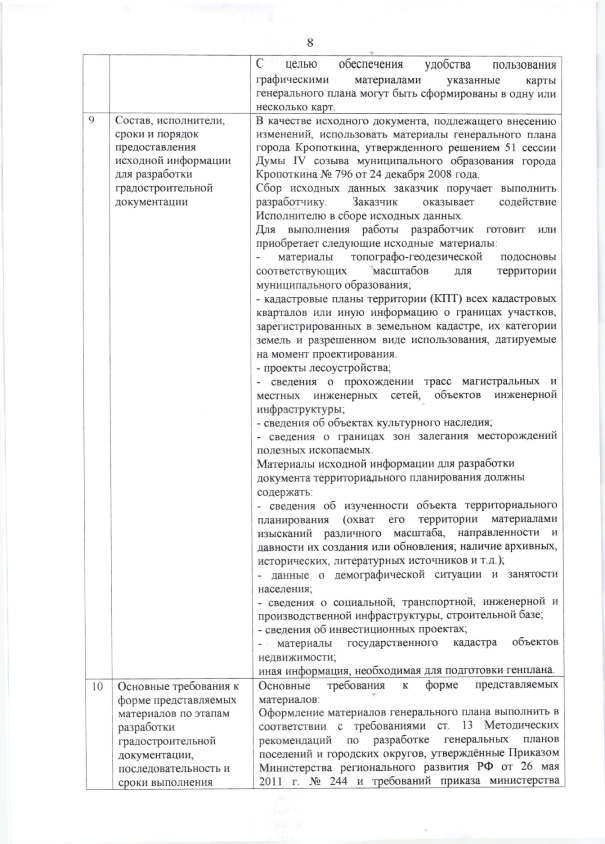 8
С целью обеспечения удобства пользования
графическими материалами указанные карты
генерального плана могут быть сформированы в одну или
несколько карт.
9
Состав, исполнители,
сроки и порядок
предоставления
исходной информации
для разработки
градостроительной
документации
В качестве исходного документа, подлежащего внесению
изменений, использовать материалы генерального плана
города Кропоткина, утвержденного решением 51 сессии
Думы IV созыва муниципального образования города
Кропоткина № 796 от 24 декабря 2008 года.
Сбор исходных данных заказчик поручает выполнить
разработчику. Заказчик оказывает содействие
Исполнителю в сборе исходных данных.
Для выполнения работы разработчик готовит или
приобретает следующие исходные материалы:
- материалы топографо-геодезической подосновы
соответствующих масштабов для территории
муниципального образования;
- кадастровые планы территории (КПТ) всех кадастровых
кварталов или иную информацию о границах участков,
зарегистрированных в земельном кадастре, их категории
земель и разрешенном виде использования, датируемые
на момент проектирования.
- проекты лесоустройства;
- сведения о прохождении трасс магистральных и
местных инженерных сетей, объектов инженерной
инфраструктуры;
- сведения об объектах культурного наследия;
- сведения о границах зон залегания месторождений
полезных ископаемых.
Материалы исходной информации для разработки
документа территориального планирования должны
содержать:
- сведения об изученности объекта территориального
планирования (охват его территории материалами
изысканий различного масштаба, направленности и
давности их создания или обновления; наличие архивных,
исторических, литературных источников и т.д.);
- данные о демографической ситуации и занятости
населения;
- сведения о социальной, транспортной, инженерной и
производственной инфраструктуры, строительной базе;
- сведения об инвестиционных проектах;
- материалы государственного кадастра объектов
недвижимости;
иная информация, необходимая для подготовки генплана.
10
Основные требования к
форме представляемых
материалов по этапам
разработки
градостроительной
документации,
последовательность и
сроки выполнения
Основные требования к форме представляемых
материалов:
Оформление материалов генерального плана выполнить в
соответствии с требованиями ст. 13 Методических
рекомендаций по разработке генеральных планов
поселений и городских округов, утверждённые Приказом
Министерства регионального развития РФ от 26 мая
2011 г. № 244 и требований приказа министерства